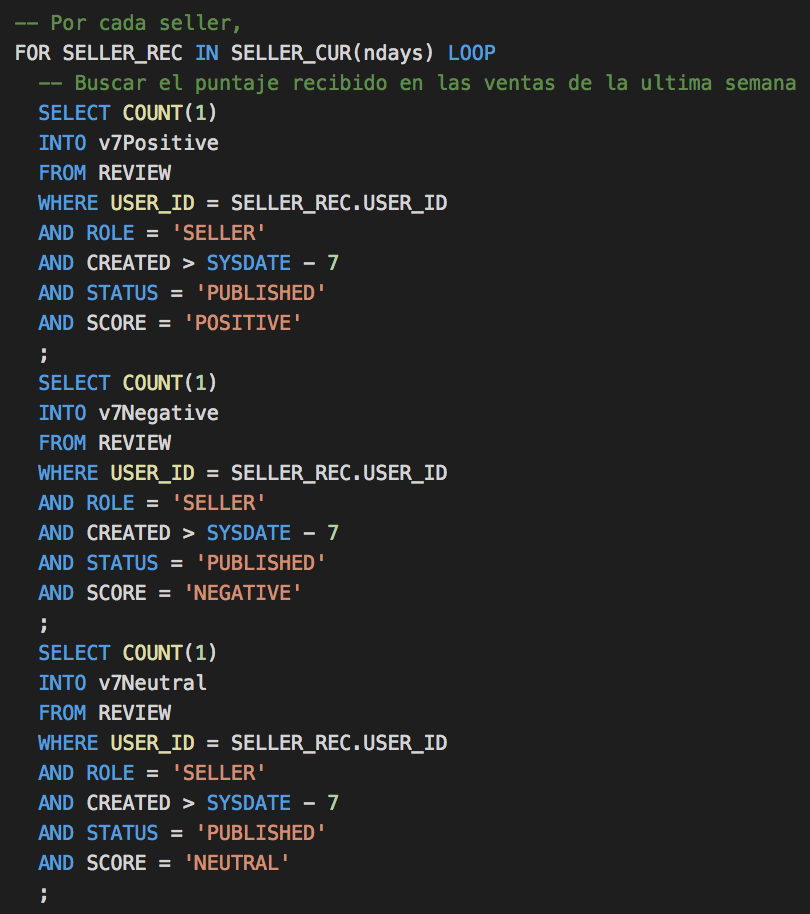 -- Por cada seller,
FOR SELLER_REC IN SELLER_CUR(ndays) LOOP
-- Buscar el puntaje recibido en las ventas de la ultima semana
SELECT COUNT(1)
INTO v7Positive
FROM REVIEW
WHERE USER_ID = SELLER_REC.USER_ID
AND ROLE = 'SELLER'
AND CREATED > SYSDATE - 7
AND STATUS = 'PUBLISHED'
AND SCORE = 'POSITIVE'
;
SELECT COUNT(1)
INTO v7Negative
FROM REVIEW
WHERE USER_ID = SELLER_REC.USER_ID
AND ROLE = 'SELLER'
AND CREATED > SYSDATE - 7
AND STATUS = 'PUBLISHED'
AND SCORE = 'NEGATIVE'
;
SELECT COUNT(1)
INTO v7Neutral
FROM REVIEW
WHERE USER_ID = SELLER_REC.USER_ID
AND ROLE = 'SELLER'
AND CREATED > SYSDATE - 7
AND STATUS = 'PUBLISHED'
AND SCORE = 'NEUTRAL'
;